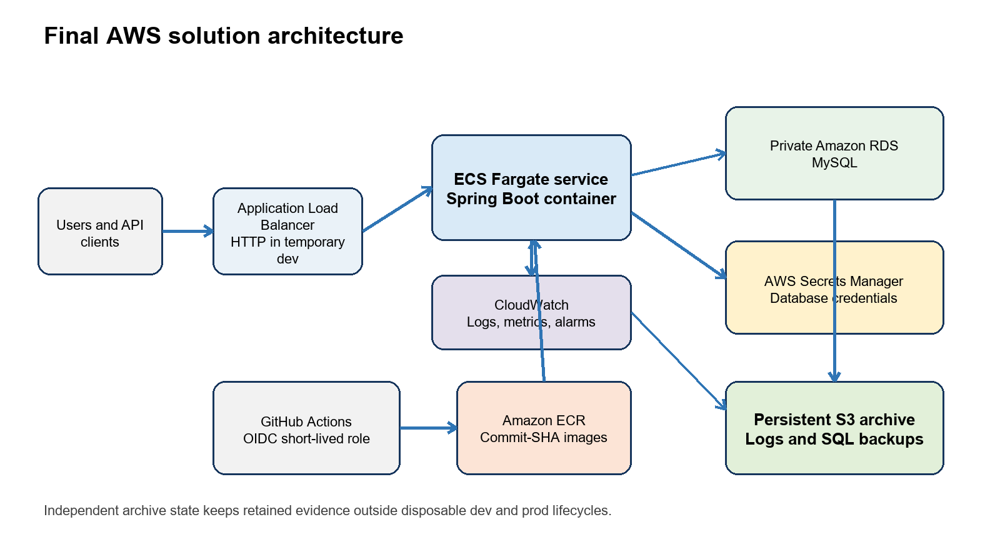 Final AWS solution architecture
Users and API
clients
Application Load
Balancer
HTTP in temporary
dev
ECS Fargate service
Spring Boot container
Private Amazon RDS
MySQL
AWS Secrets Manager
Database credentials
CloudWatch
Logs, metrics, alarms
GitHub Actions
OIDC short-lived role
Amazon ECR
Commit-SHA images
Persistent S3 archive
Logs and SQL backups
Independent archive state keeps retained evidence outside disposable dev and prod lifecycles.